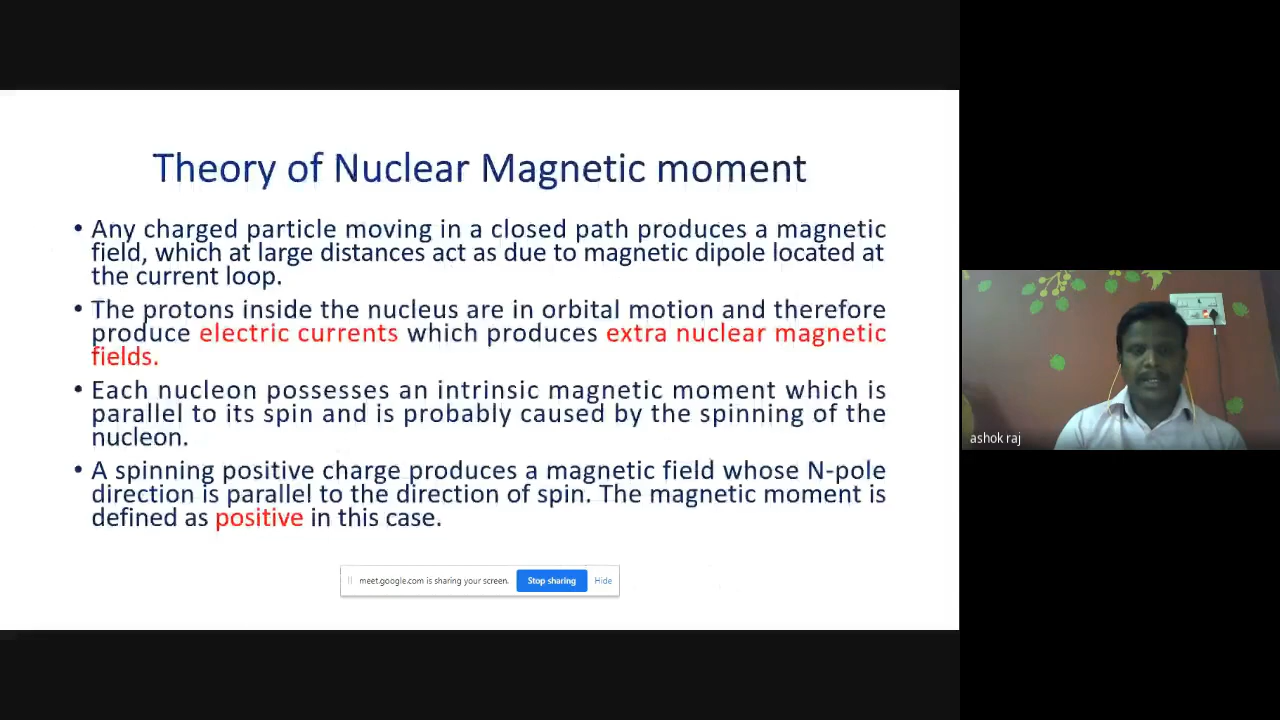 Theory of Nuclear Magnetic moment
• Any charged particle moving in a closed path produces a magnetic
field, which at large distances act as due to magnetic dipole located at
the current loop.
• The protons inside the nucleus are in orbital motion and therefore
produce electric currents which produces extra nuclear magnetic
fields.
• Each nucleon possesses an intrinsic magnetic moment which is
parallel to its spin and is probably caused by the spinning of the
nucleon.
• A spinning positive charge produces a magnetic field whose N-pole
direction is parallel to the direction of spin. The magnetic moment is
defined as positive in this case.
meet.google.com is sharing your screen. Stop sharing Hide
ashok raj